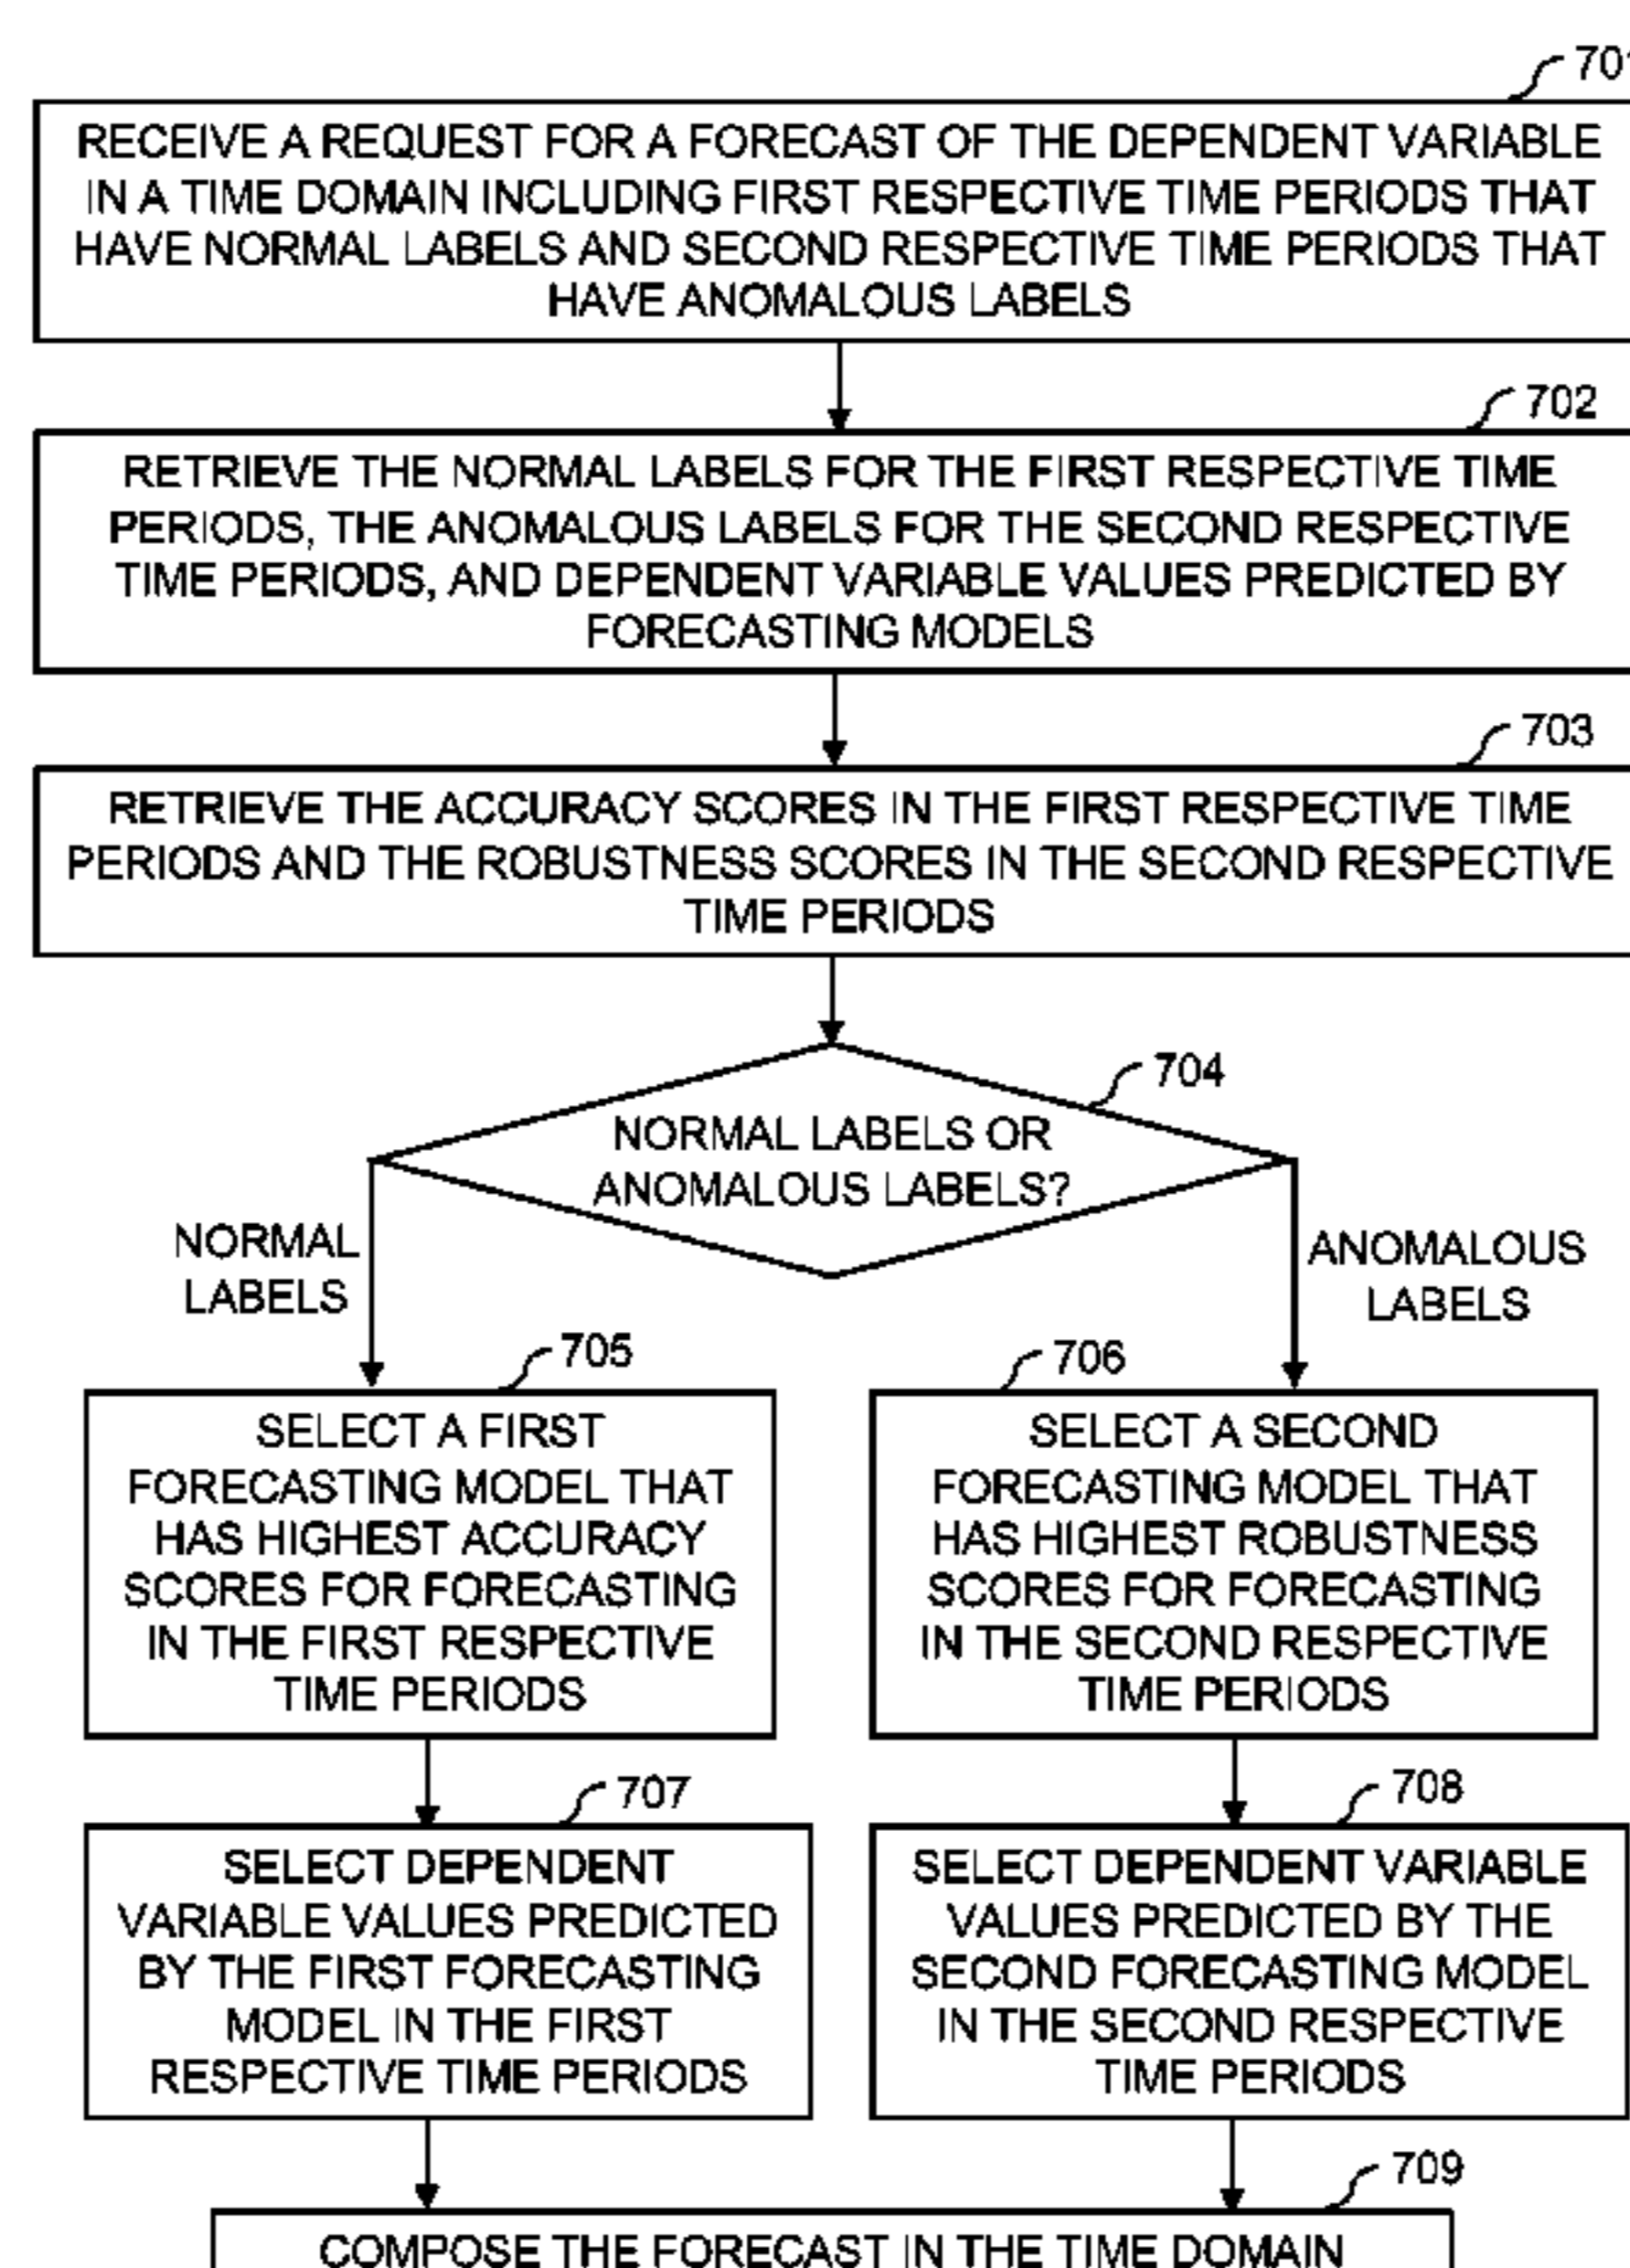 701
RECEIVE A REQUEST FOR A FORECAST OF THE DEPENDENT VARIABLE
IN A TIME DOMAIN INCLUDING FIRST RESPECTIVE TIME PERIODS THAT
HAVE NORMAL LABELS AND SECOND RESPECTIVE TIME PERIODS THAT
HAVE ANOMALOUS LABELS
702
RETRIEVE THE NORMAL LABELS FOR THE FIRST RESPECTIVE TIME
PERIODS, THE ANOMALOUS LABELS FOR THE SECOND RESPECTIVE
TIME PERIODS, AND DEPENDENT VARIABLE VALUES PREDICTED BY
FORECASTING MODELS
703
RETRIEVE THE ACCURACY SCORES IN THE FIRST RESPECTIVE TIME
PERIODS AND THE ROBUSTNESS SCORES IN THE SECOND RESPECTIVE
TIME PERIODS
704
NORMAL LABELS OR
ANOMALOUS LABELS?
NORMAL
LABELS
ANOMALOUS
LABELS
705
SELECT A FIRST
FORECASTING MODEL THAT
HAS HIGHEST ACCURACY
SCORES FOR FORECASTING
IN THE FIRST RESPECTIVE
TIME PERIODS
706
SELECT A SECOND
FORECASTING MODEL THAT
HAS HIGHEST ROBUSTNESS
SCORES FOR FORECASTING
IN THE SECOND RESPECTIVE
TIME PERIODS
707
SELECT DEPENDENT
VARIABLE VALUES PREDICTED
BY THE FIRST FORECASTING
MODEL IN THE FIRST
RESPECTIVE TIME PERIODS
708
SELECT DEPENDENT VARIABLE
VALUES PREDICTED BY THE
SECOND FORECASTING MODEL
IN THE SECOND RESPECTIVE
TIME PERIODS
709
COMPOSE THE FORECAST IN THE TIME DOMAIN